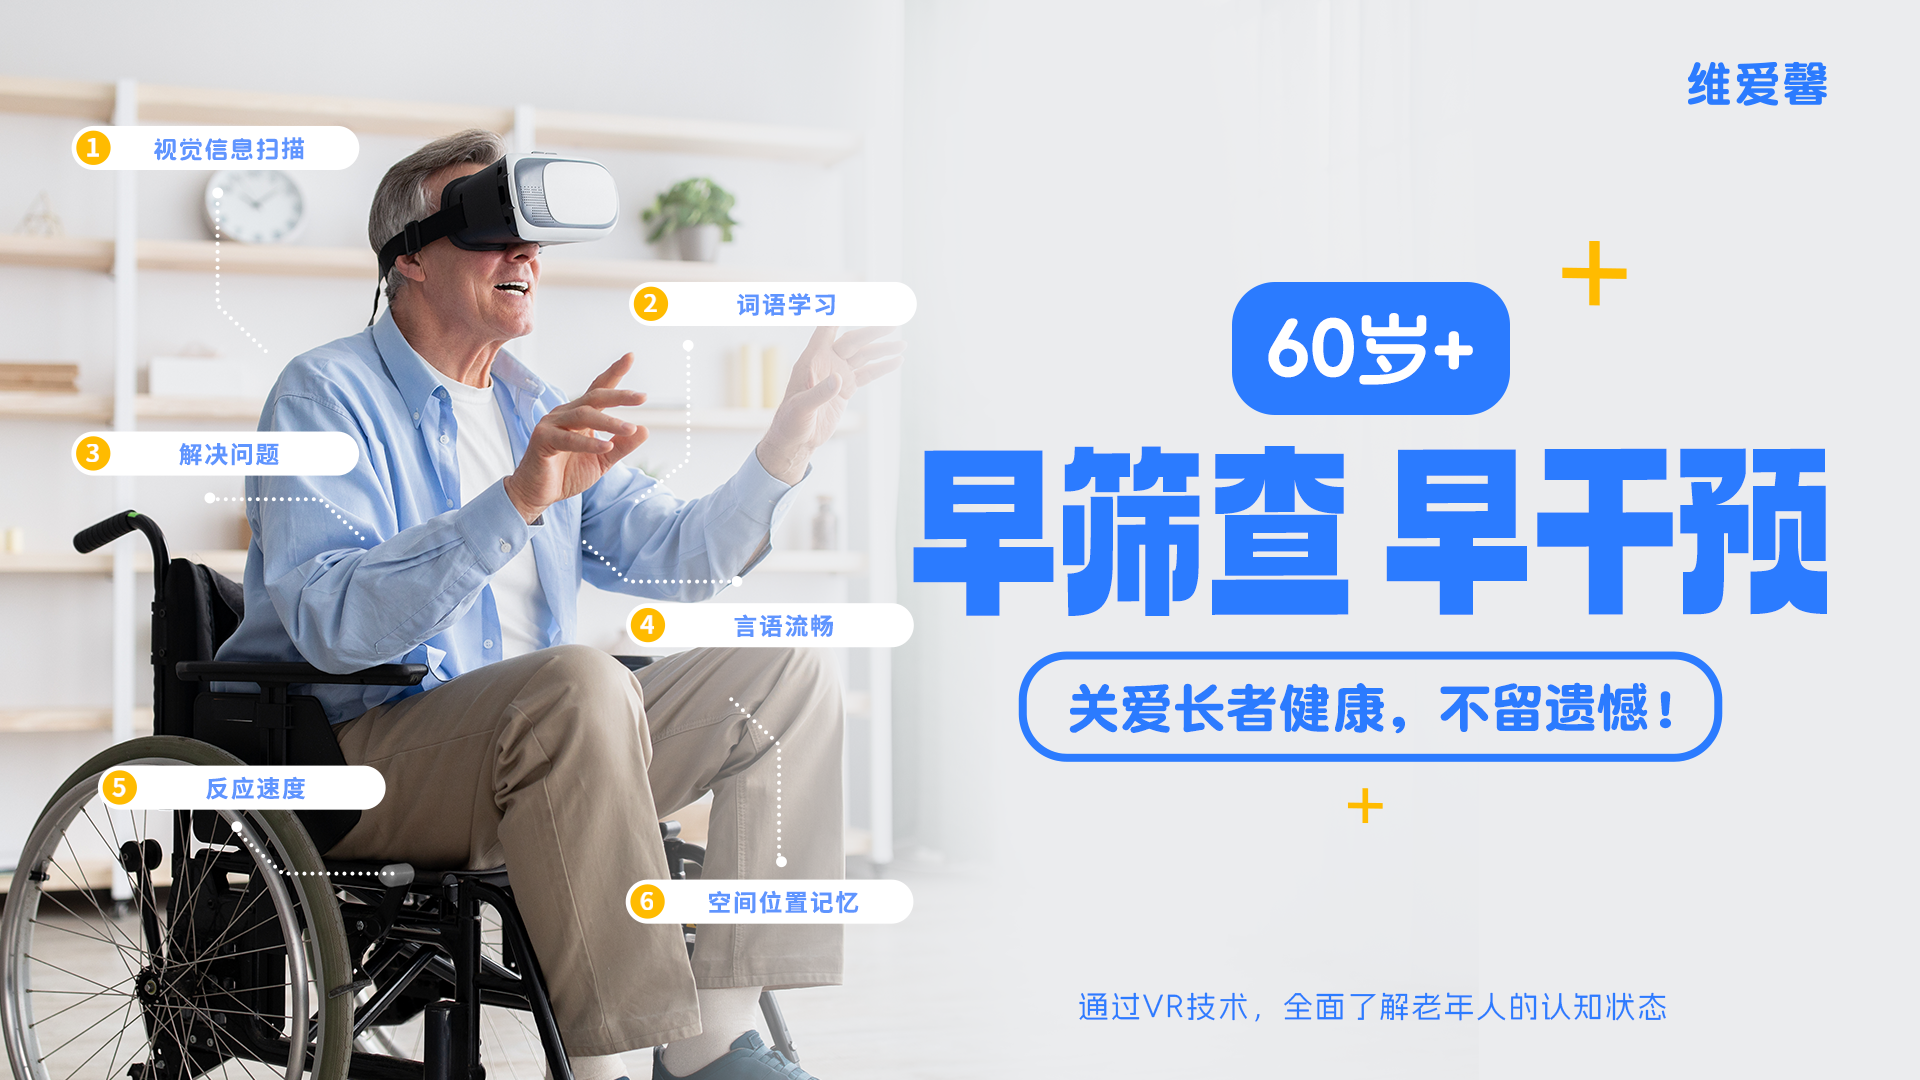 维爱馨
1 视觉信息扫描
2 词语学习
3 解决问题
4 言语流畅
5 反应速度
6 空间位置记忆
60岁+
早筛查 早干预
关爱长者健康，不留遗憾！
通过VR技术，全面了解老年人的认知状态